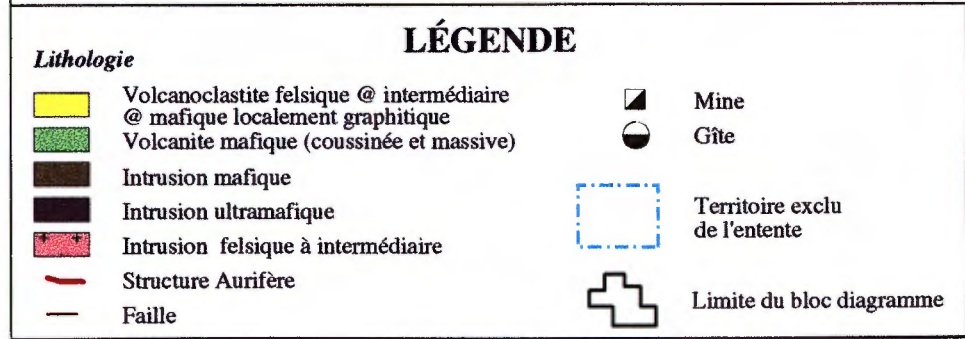 LÉGENDE
Lithologie
Volcanoclastite felsique @ intermédiaire
@ mafique localement graphitique
Volcanite mafique (coussinée et massive)
Intrusion mafique
Intrusion ultramafique
Intrusion felsique à intermédiaire
Structure Aurifère
Faille
Mine
Gîte
Territoire exclu
de l'entente
Limite du bloc diagramme